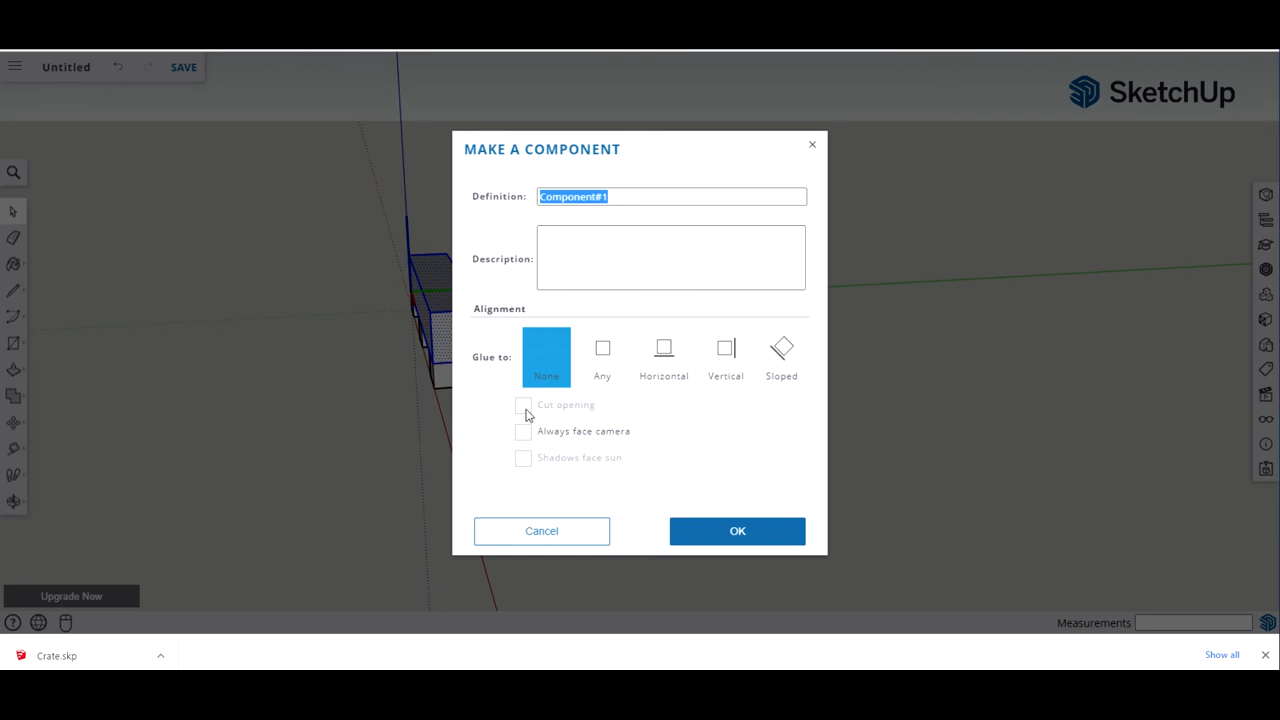 Untitled
SAVE
SketchUp
MAKE A COMPONENT
Definition: Component#1
Description:
Alignment
Glue to: None Any Horizontal Vertical Sloped
Cut opening
Always face camera
Shadows face sun
Cancel OK
Upgrade Now
Measurements
Crate.skp
Show all